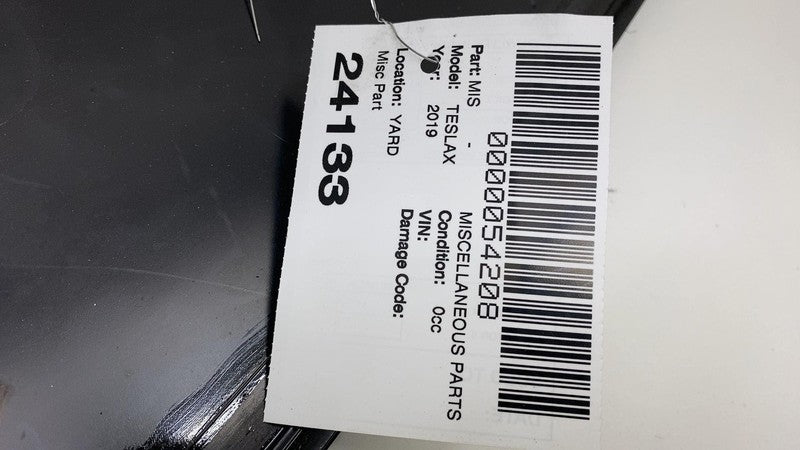 0000054208
Part: MIS - MISCELLANEOUS PARTS
Model: TESLAX Condition: 0cc
Year: 2019 VIN:
Location: YARD Damage Code:
Misc Part
24133